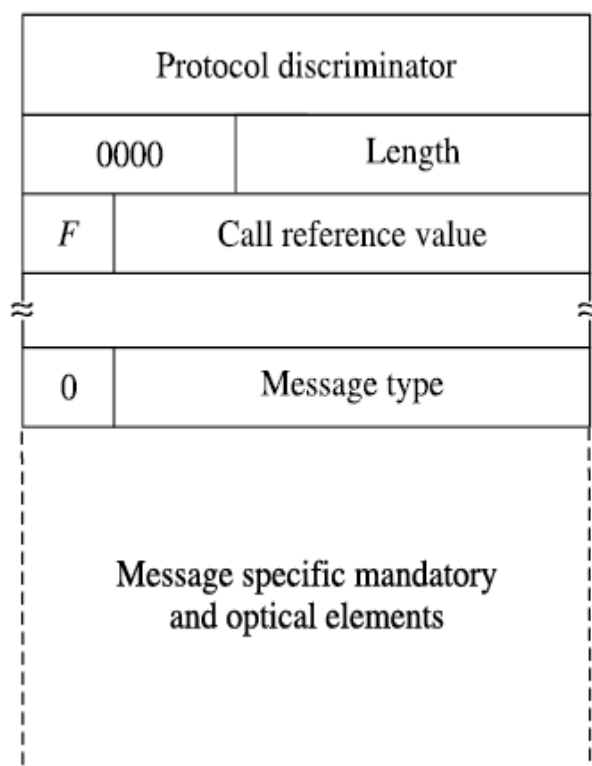 Protocol discriminator
0000 Length
F Call reference value
0 Message type
Message specific mandatory
and optical elements